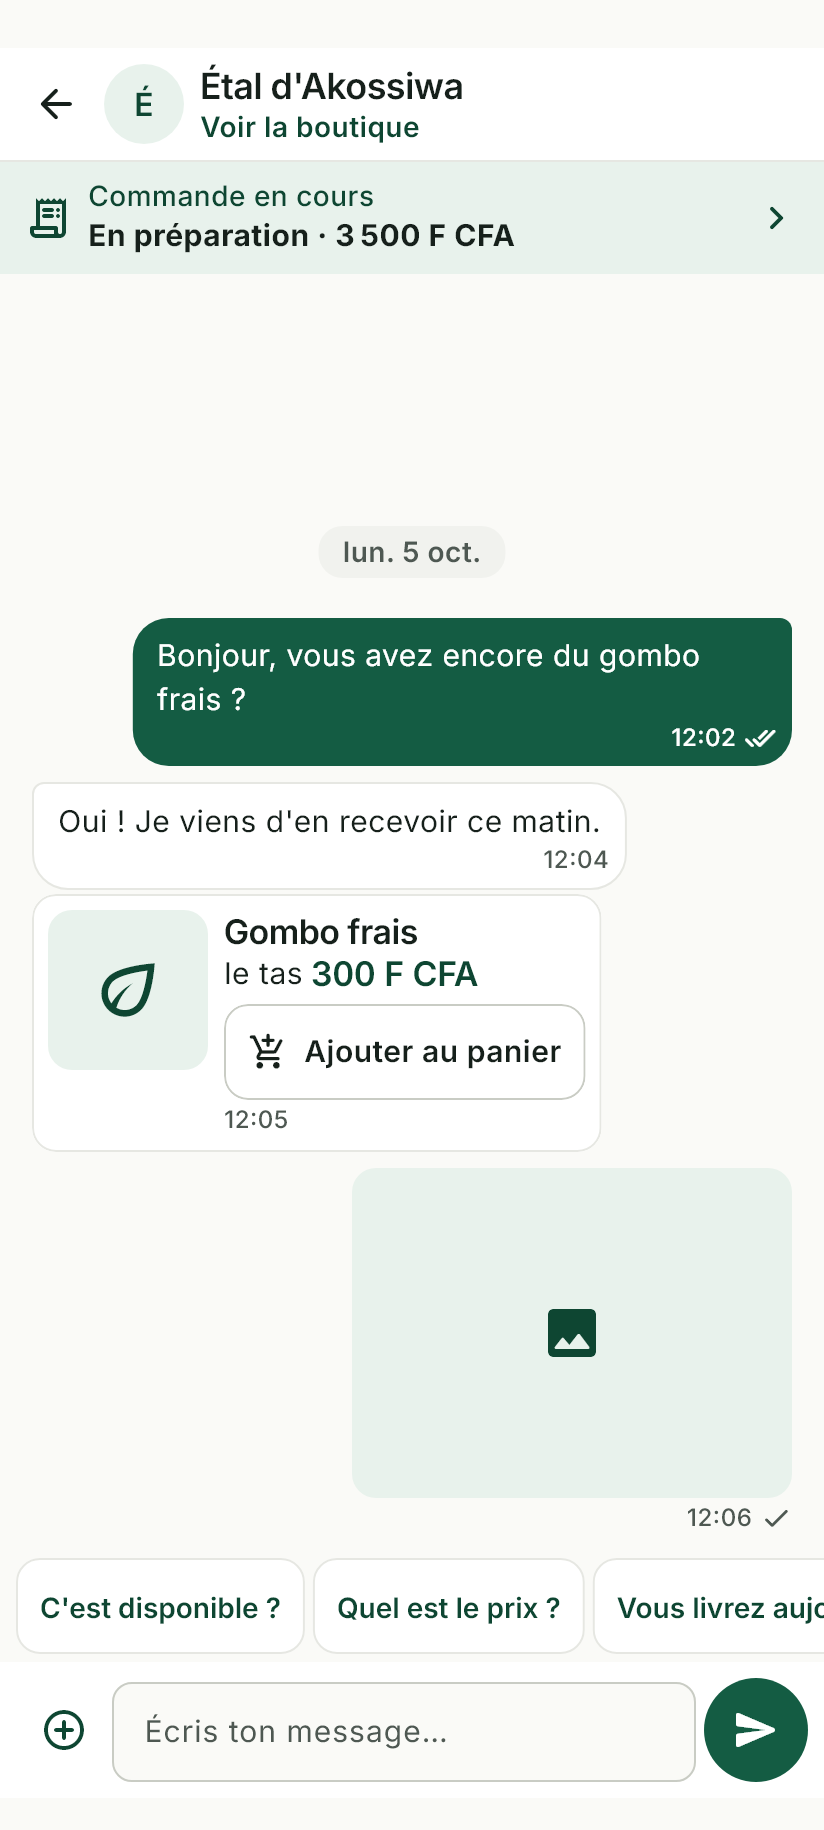 É
Étal d'Akossiwa
Voir la boutique
Commande en cours
En préparation · 3 500 F CFA
lun. 5 oct.
Bonjour, vous avez encore du gombo
frais ?
12:02
Oui ! Je viens d'en recevoir ce matin.
12:04
Gombo frais
le tas 300 F CFA
Ajouter au panier
12:05
12:06
C'est disponible ?
Quel est le prix ?
Vous livrez
Écris ton message...